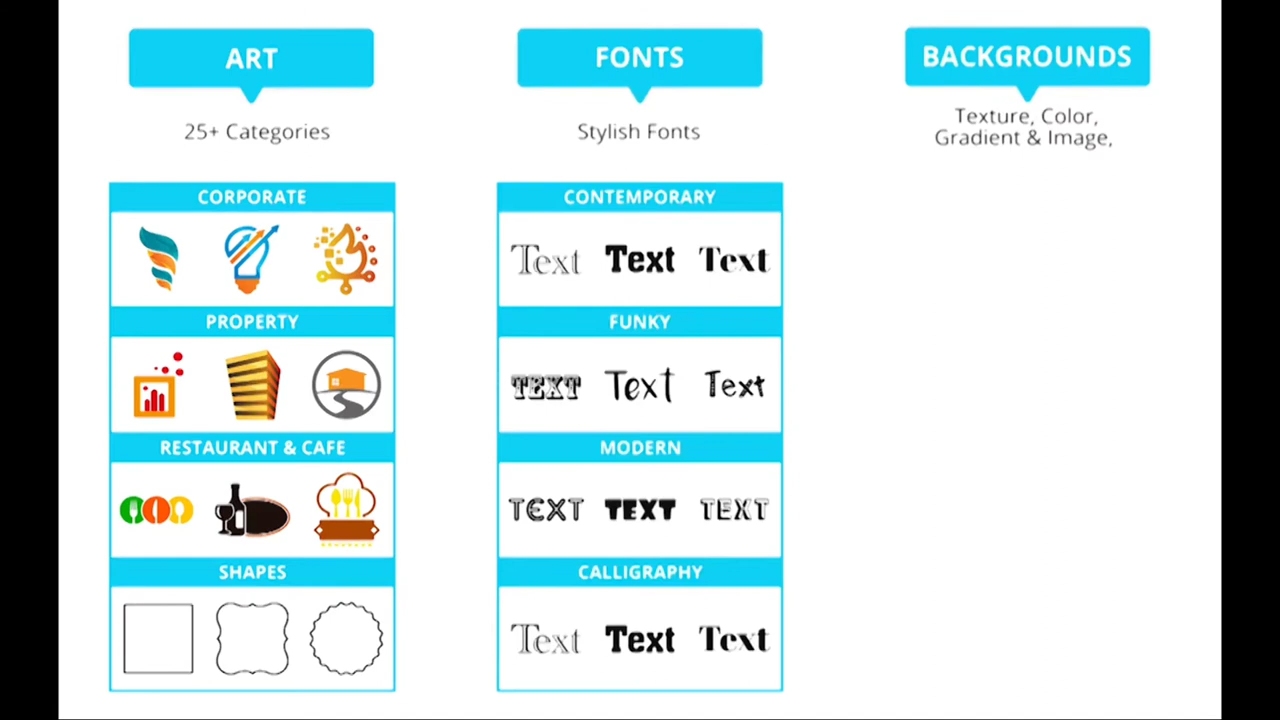 ART
25+ Categories
CORPORATE
PROPERTY
RESTAURANT & CAFE
SHAPES
FONTS
Stylish Fonts
CONTEMPORARY
Text Text Text
FUNKY
TEXT Text Text
MODERN
TEXT TEXT TEXT
CALLIGRAPHY
Text Text Text
BACKGROUNDS
Texture, Color,
Gradient & Image,